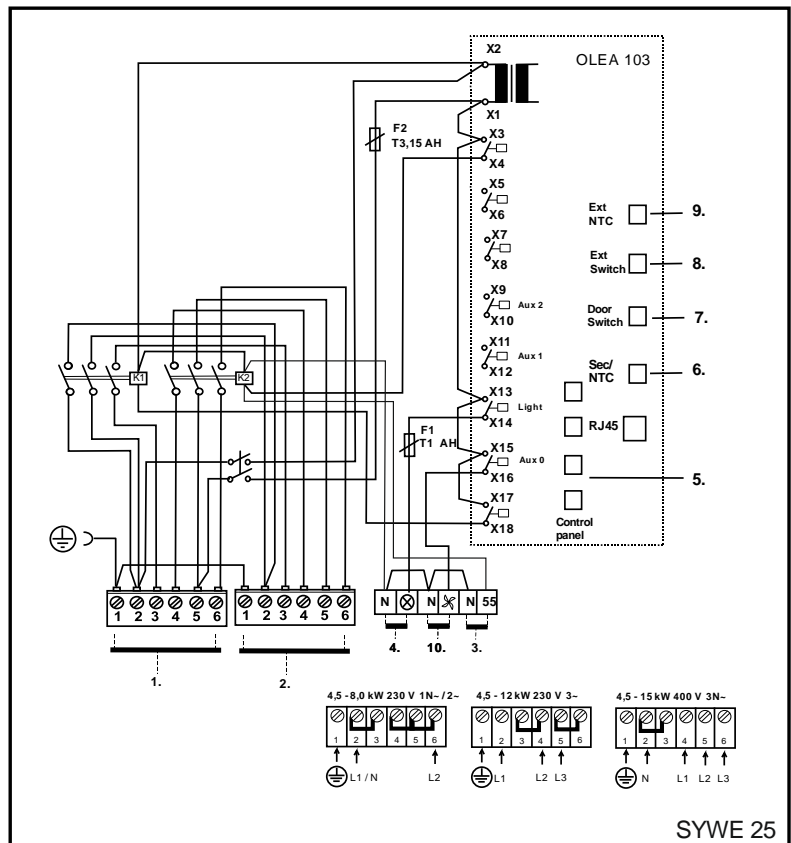 X2
OLEA 103
X1
F2
T3,15 AH
X3
X4
X5
X6
Ext
NTC
9.
X7
X8
Ext
Switch
8.
X9
Aux 2
X10
Door
Switch
7.
X11
Aux 1
X12
Sec/
NTC
6.
K1
K2
X13
Light
X14
RJ45
F1
T1 AH
X15
Aux 0
X16
5.
X17
X18
Control
panel
1 2 3 4 5 6
1 2 3 4 5 6
N N N 55
4. 10. 3.
1.
2.
4,5 - 8,0 kW 230 V 1N~ / 2~
4,5 - 12 kW 230 V 3~
4,5 - 15 kW 400 V 3N~
1 2 3 4 5 6
1 2 3 4 5 6
1 2 3 4 5 6
L1 / N L2
L1 L2 L3
N L1 L2 L3
SYWE 25